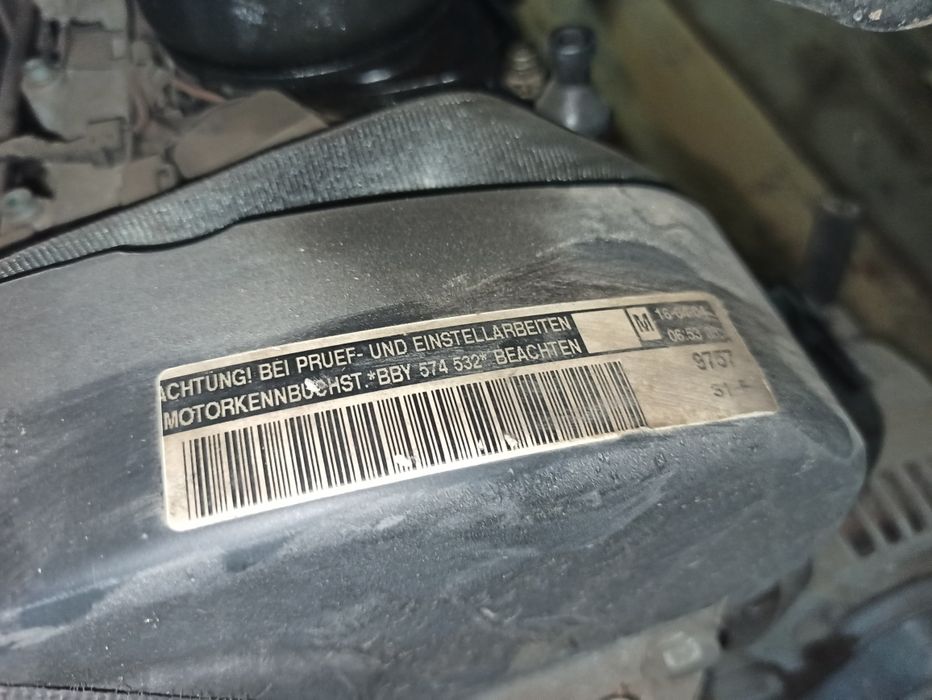 ACHTUNG! BEI PRUEF- UND EINSTELLARBEITEN
MOTORKENNBUCHST.*BBY 574 532* BEACHTEN
M
9757